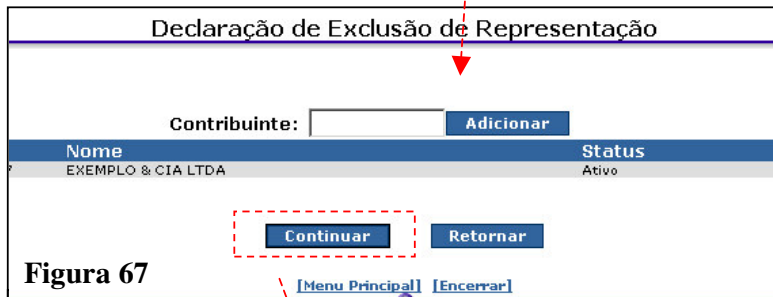 Declaração de Exclusão de Representação
Contribuinte: Adicionar
Nome Status
EXEMPLO & CIA LTDA Ativo
Continuar Retornar
Figura 67
[Menu Principal] [Encerrar]